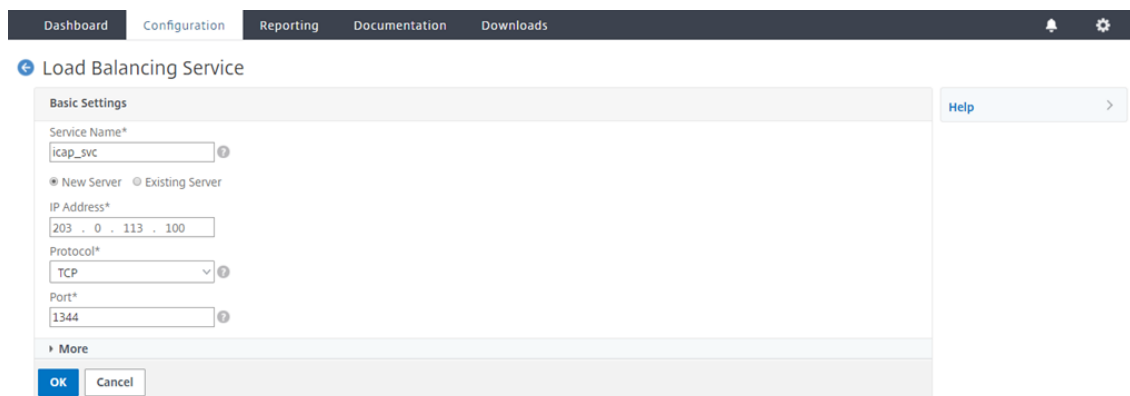 Dashboard Configuration Reporting Documentation Downloads
Load Balancing Service
Basic Settings
Help
Service Name*
icap_svc
New Server Existing Server
IP Address*
203 . 0 . 113 . 100
Protocol*
TCP
Port*
1344
More
OK Cancel